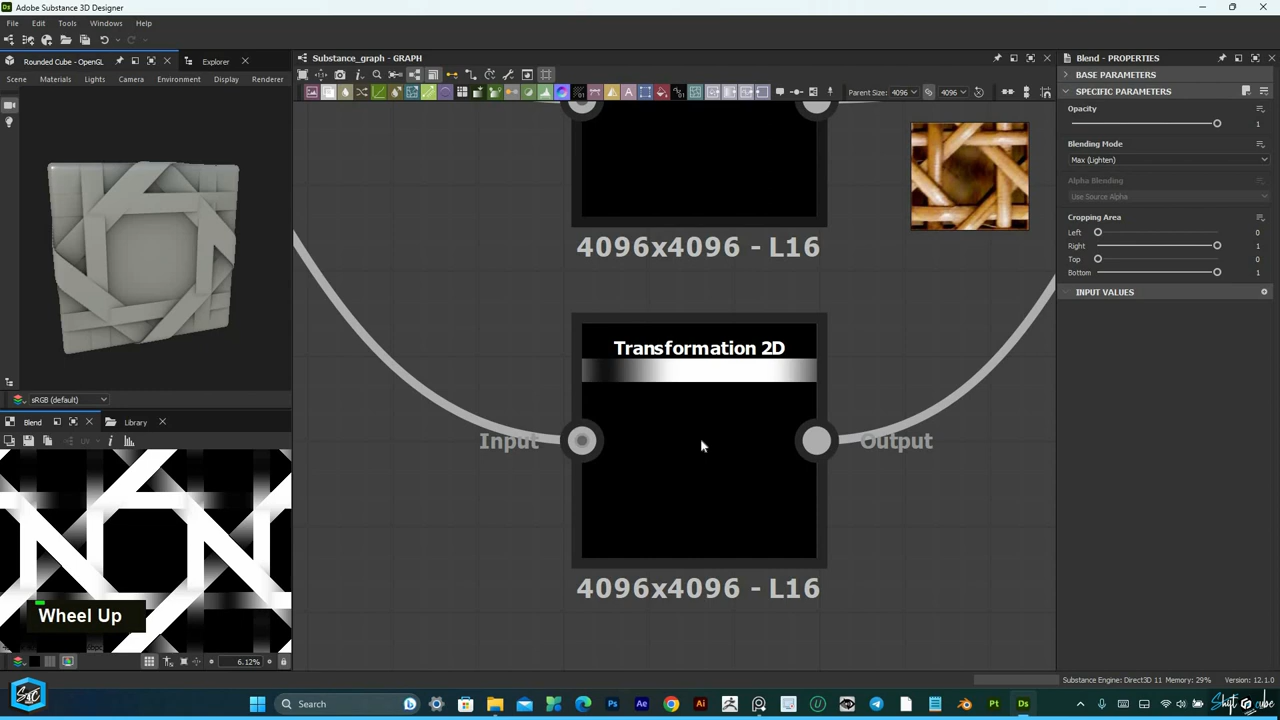 Adobe Substance 3D Designer
File Edit Tools Windows Help
Rounded Cube - OpenGL
Explorer
Scene Materials Lights Camera Environment Display Renderer
sRGB (default)
Blend
Library
UV
Wheel Up
6.12%
Substance_graph - GRAPH
Parent Size: 4096 4096
4096x4096 - L16
Transformation 2D
Input
Output
4096x4096 - L16
Blend - PROPERTIES
BASE PARAMETERS
SPECIFIC PARAMETERS
Opacity
1
Blending Mode
Max (Lighten)
Alpha Blending
Use Source Alpha
Cropping Area
Left 0
Right 1
Top 0
Bottom 1
INPUT VALUES
Substance Engine: Direct3D 11 Memory: 29% Version: 12.1.0
Search